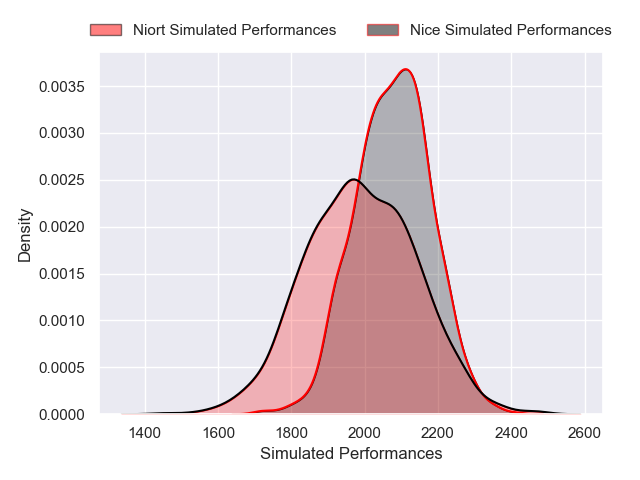 Niort Simulated Performances Nice Simulated Performances
0.0035
0.0030
0.0025
0.0020
0.0015
0.0010
0.0005
0.0000
Density
1400 1600 1800 2000 2200 2400 2600
Simulated Performances